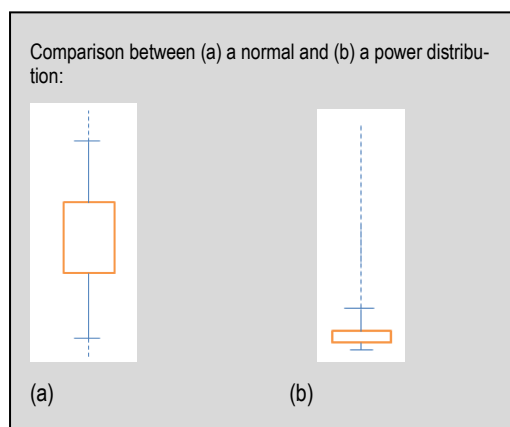 Comparison between (a) a normal and (b) a power distribu-
tion:
(a) (b)